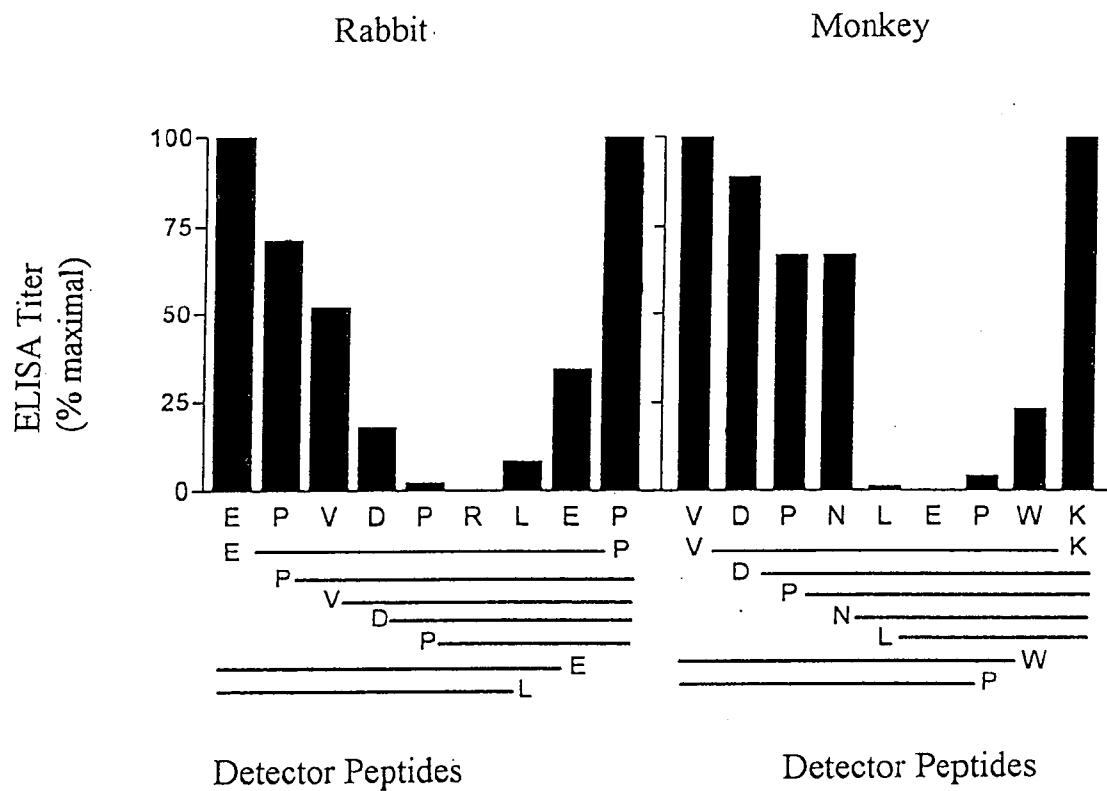 Rabbit
Monkey
ELISA Titer
(% maximal)
100
75
50
25
0
E P V D P R L E P
V D P N L E P W K
E P
V K
P
D
V
P
D
N
P
L
E
W
L
P
Detector Peptides
Detector Peptides